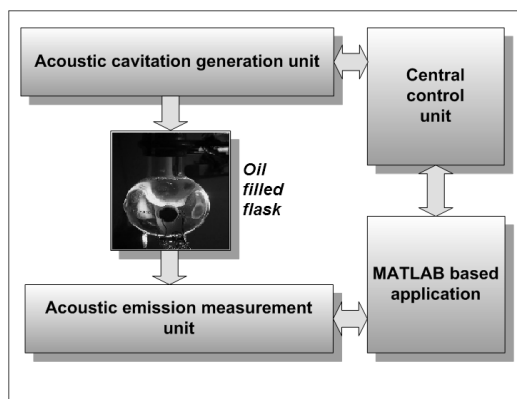 Acoustic cavitation generation unit
Central
control
unit
Oil
filled
flask
MATLAB based
application
Acoustic emission measurement
unit